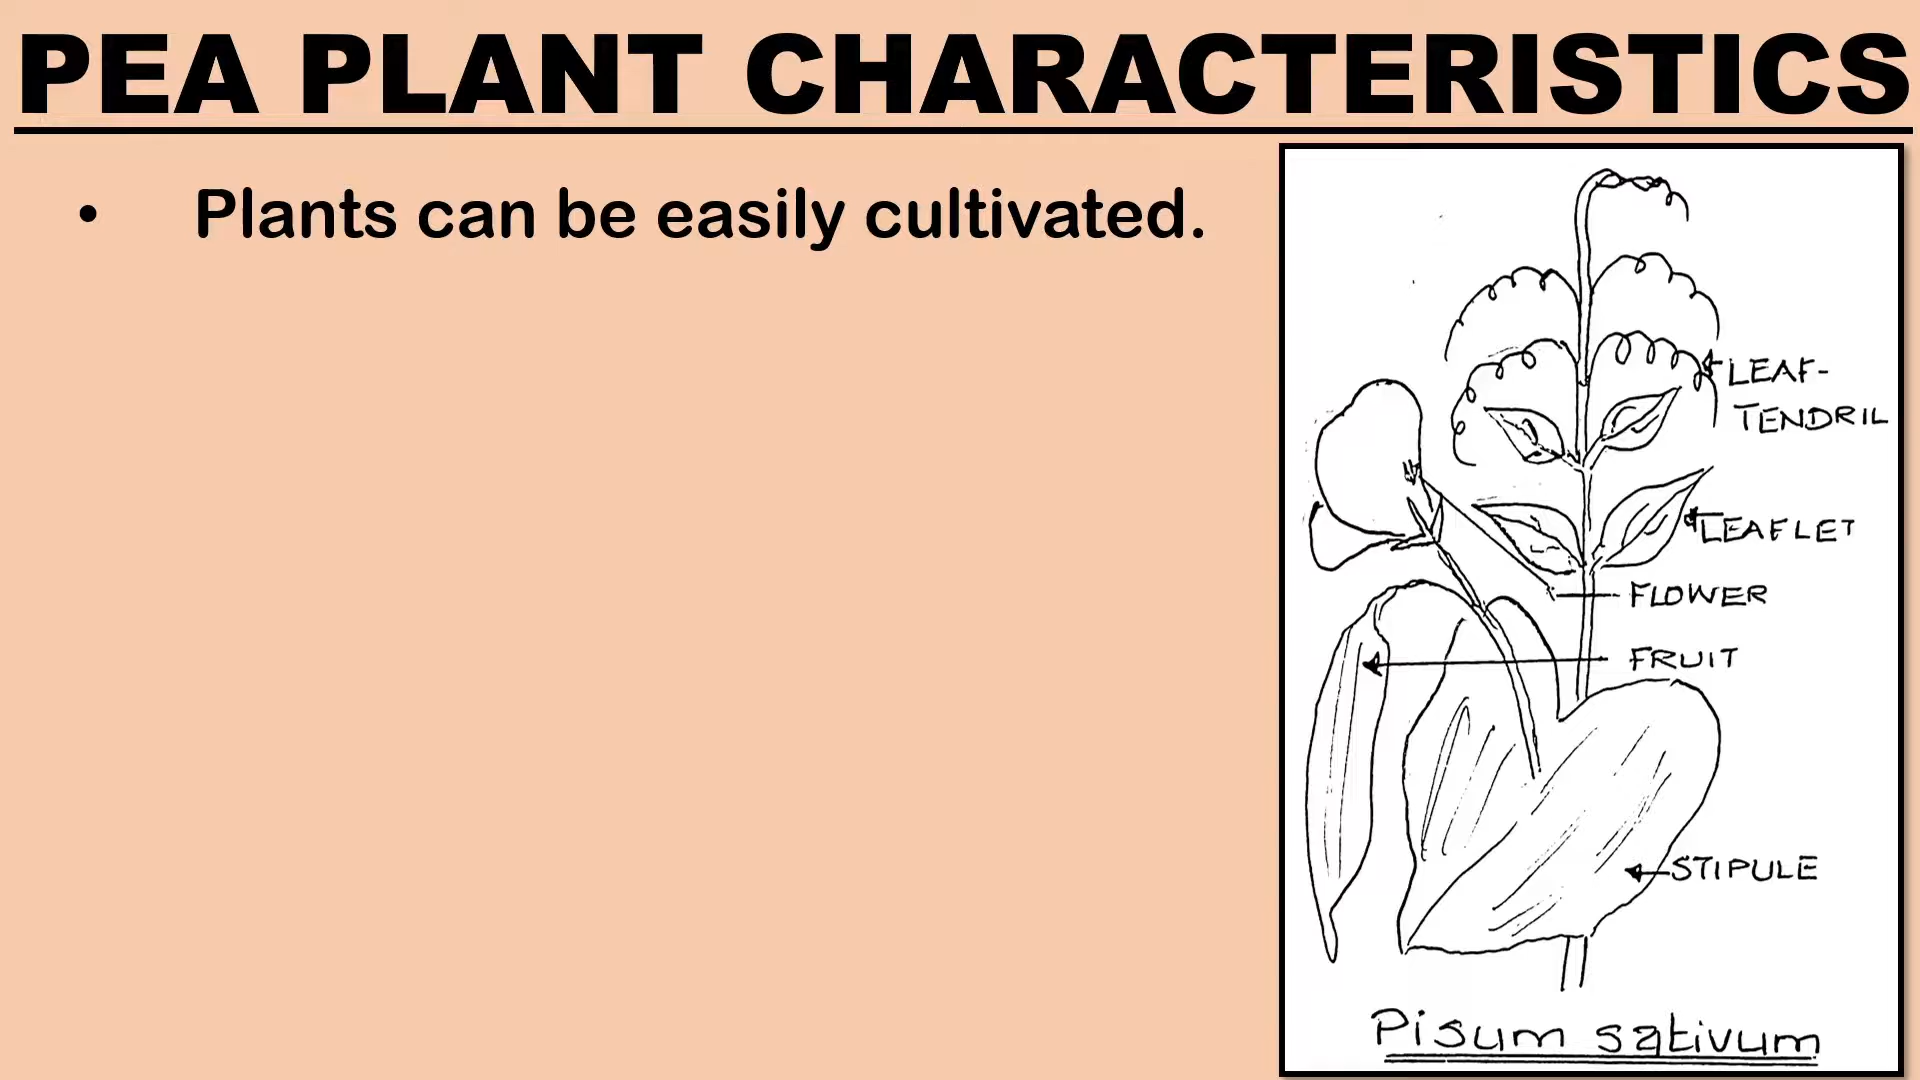 PEA PLANT CHARACTERISTICS
• Plants can be easily cultivated.
LEAF-
TENDRIL
LEAFLET
FLOWER
FRUIT
STIPULE
Pisum sativum